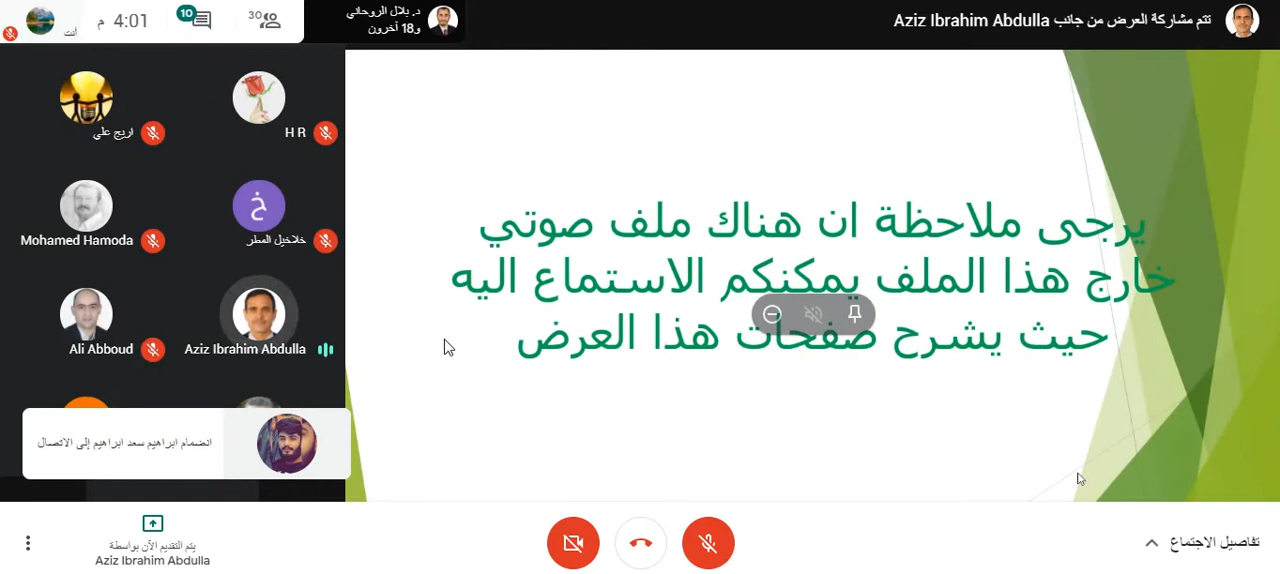 4:01 م
10
30
أنت
د. بلال الروحاني
و18 آخرون
تتم مشاركة العرض من جانب Aziz Ibrahim Abdulla
اريج علي
H R
Mohamed Hamoda
خ
خلاخيل المطر
Ali Abboud
Aziz Ibrahim Abdulla
انضمام ابراهيم سعد ابراهيم إلى الاتصال
يرجى ملاحظة ان هناك ملف صوتي
خارج هذا الملف يمكنكم الاستماع اليه
حيث يشرح صفحات هذا العرض
تفاصيل الاجتماع
يتم التقديم الآن بواسطة
Aziz Ibrahim Abdulla